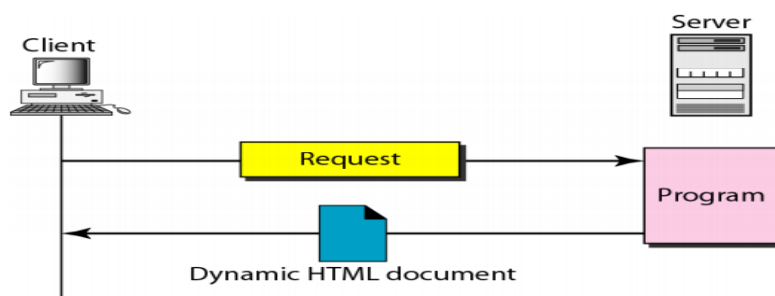 Server
Client
Request
Program
Dynamic HTML document